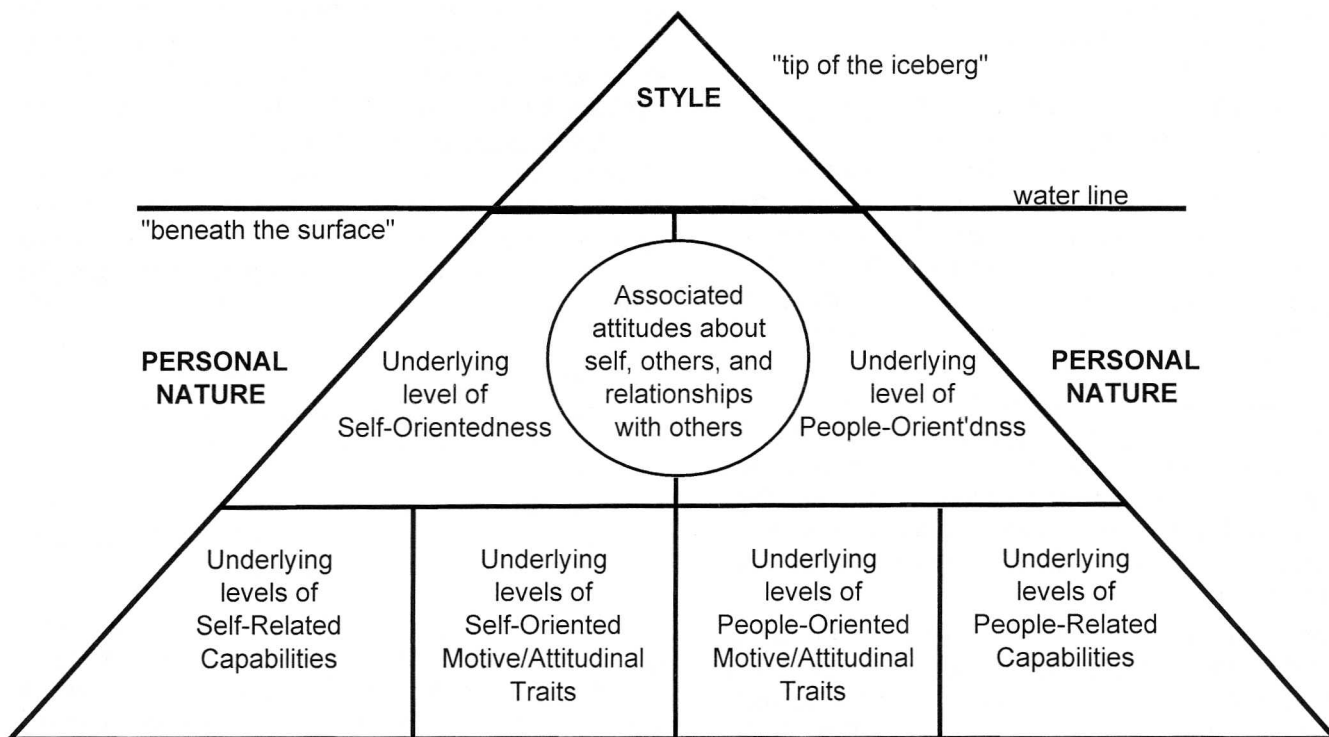 "tip of the iceberg"
STYLE
water line
"beneath the surface"
PERSONAL
NATURE
Underlying
level of
Self-Orientedness
Associated
attitudes about
self, others, and
relationships
with others
Underlying
level of
People-Orient'dnss
PERSONAL
NATURE
Underlying
levels of
Self-Related
Capabilities
Underlying
levels of
Self-Oriented
Motive/Attitudinal
Traits
Underlying
levels of
People-Oriented
Motive/Attitudinal
Traits
Underlying
levels of
People-Related
Capabilities